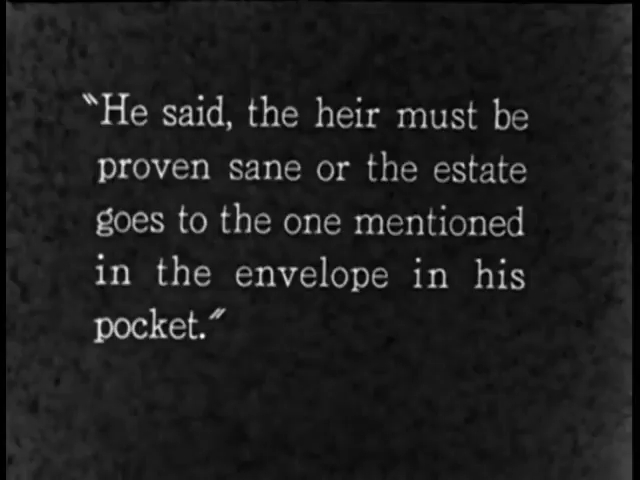 "He said, the heir must be
proven sane or the estate
goes to the one mentioned
in the envelope in his
pocket."